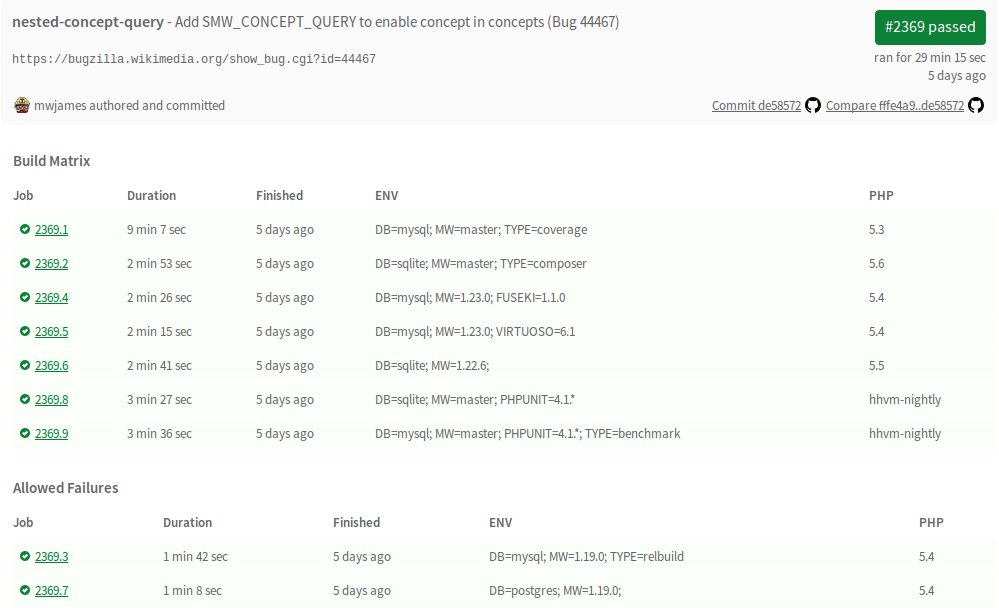 nested-concept-query - Add SMW_CONCEPT_QUERY to enable concept in concepts (Bug 44467)
#2369 passed
https://bugzilla.wikimedia.org/show_bug.cgi?id=44467
ran for 29 min 15 sec
5 days ago
mwjames authored and committed
Commit de58572 Compare fffe4a9..de58572
Build Matrix
Job Duration Finished ENV PHP
2369.1 9 min 7 sec 5 days ago DB=mysql; MW=master; TYPE=coverage 5.3
2369.2 2 min 53 sec 5 days ago DB=sqlite; MW=master; TYPE=composer 5.6
2369.4 2 min 26 sec 5 days ago DB=mysql; MW=1.23.0; FUSEKI=1.1.0 5.4
2369.5 2 min 15 sec 5 days ago DB=mysql; MW=1.23.0; VIRTUOSO=6.1 5.4
2369.6 2 min 41 sec 5 days ago DB=sqlite; MW=1.22.6; 5.5
2369.8 3 min 27 sec 5 days ago DB=sqlite; MW=master; PHPUNIT=4.1.* hhvm-nightly
2369.9 3 min 36 sec 5 days ago DB=mysql; MW=master; PHPUNIT=4.1.*; TYPE=benchmark hhvm-nightly
Allowed Failures
Job Duration Finished ENV PHP
2369.3 1 min 42 sec 5 days ago DB=mysql; MW=1.19.0; TYPE=relbuild 5.4
2369.7 1 min 8 sec 5 days ago DB=postgres; MW=1.19.0; 5.4